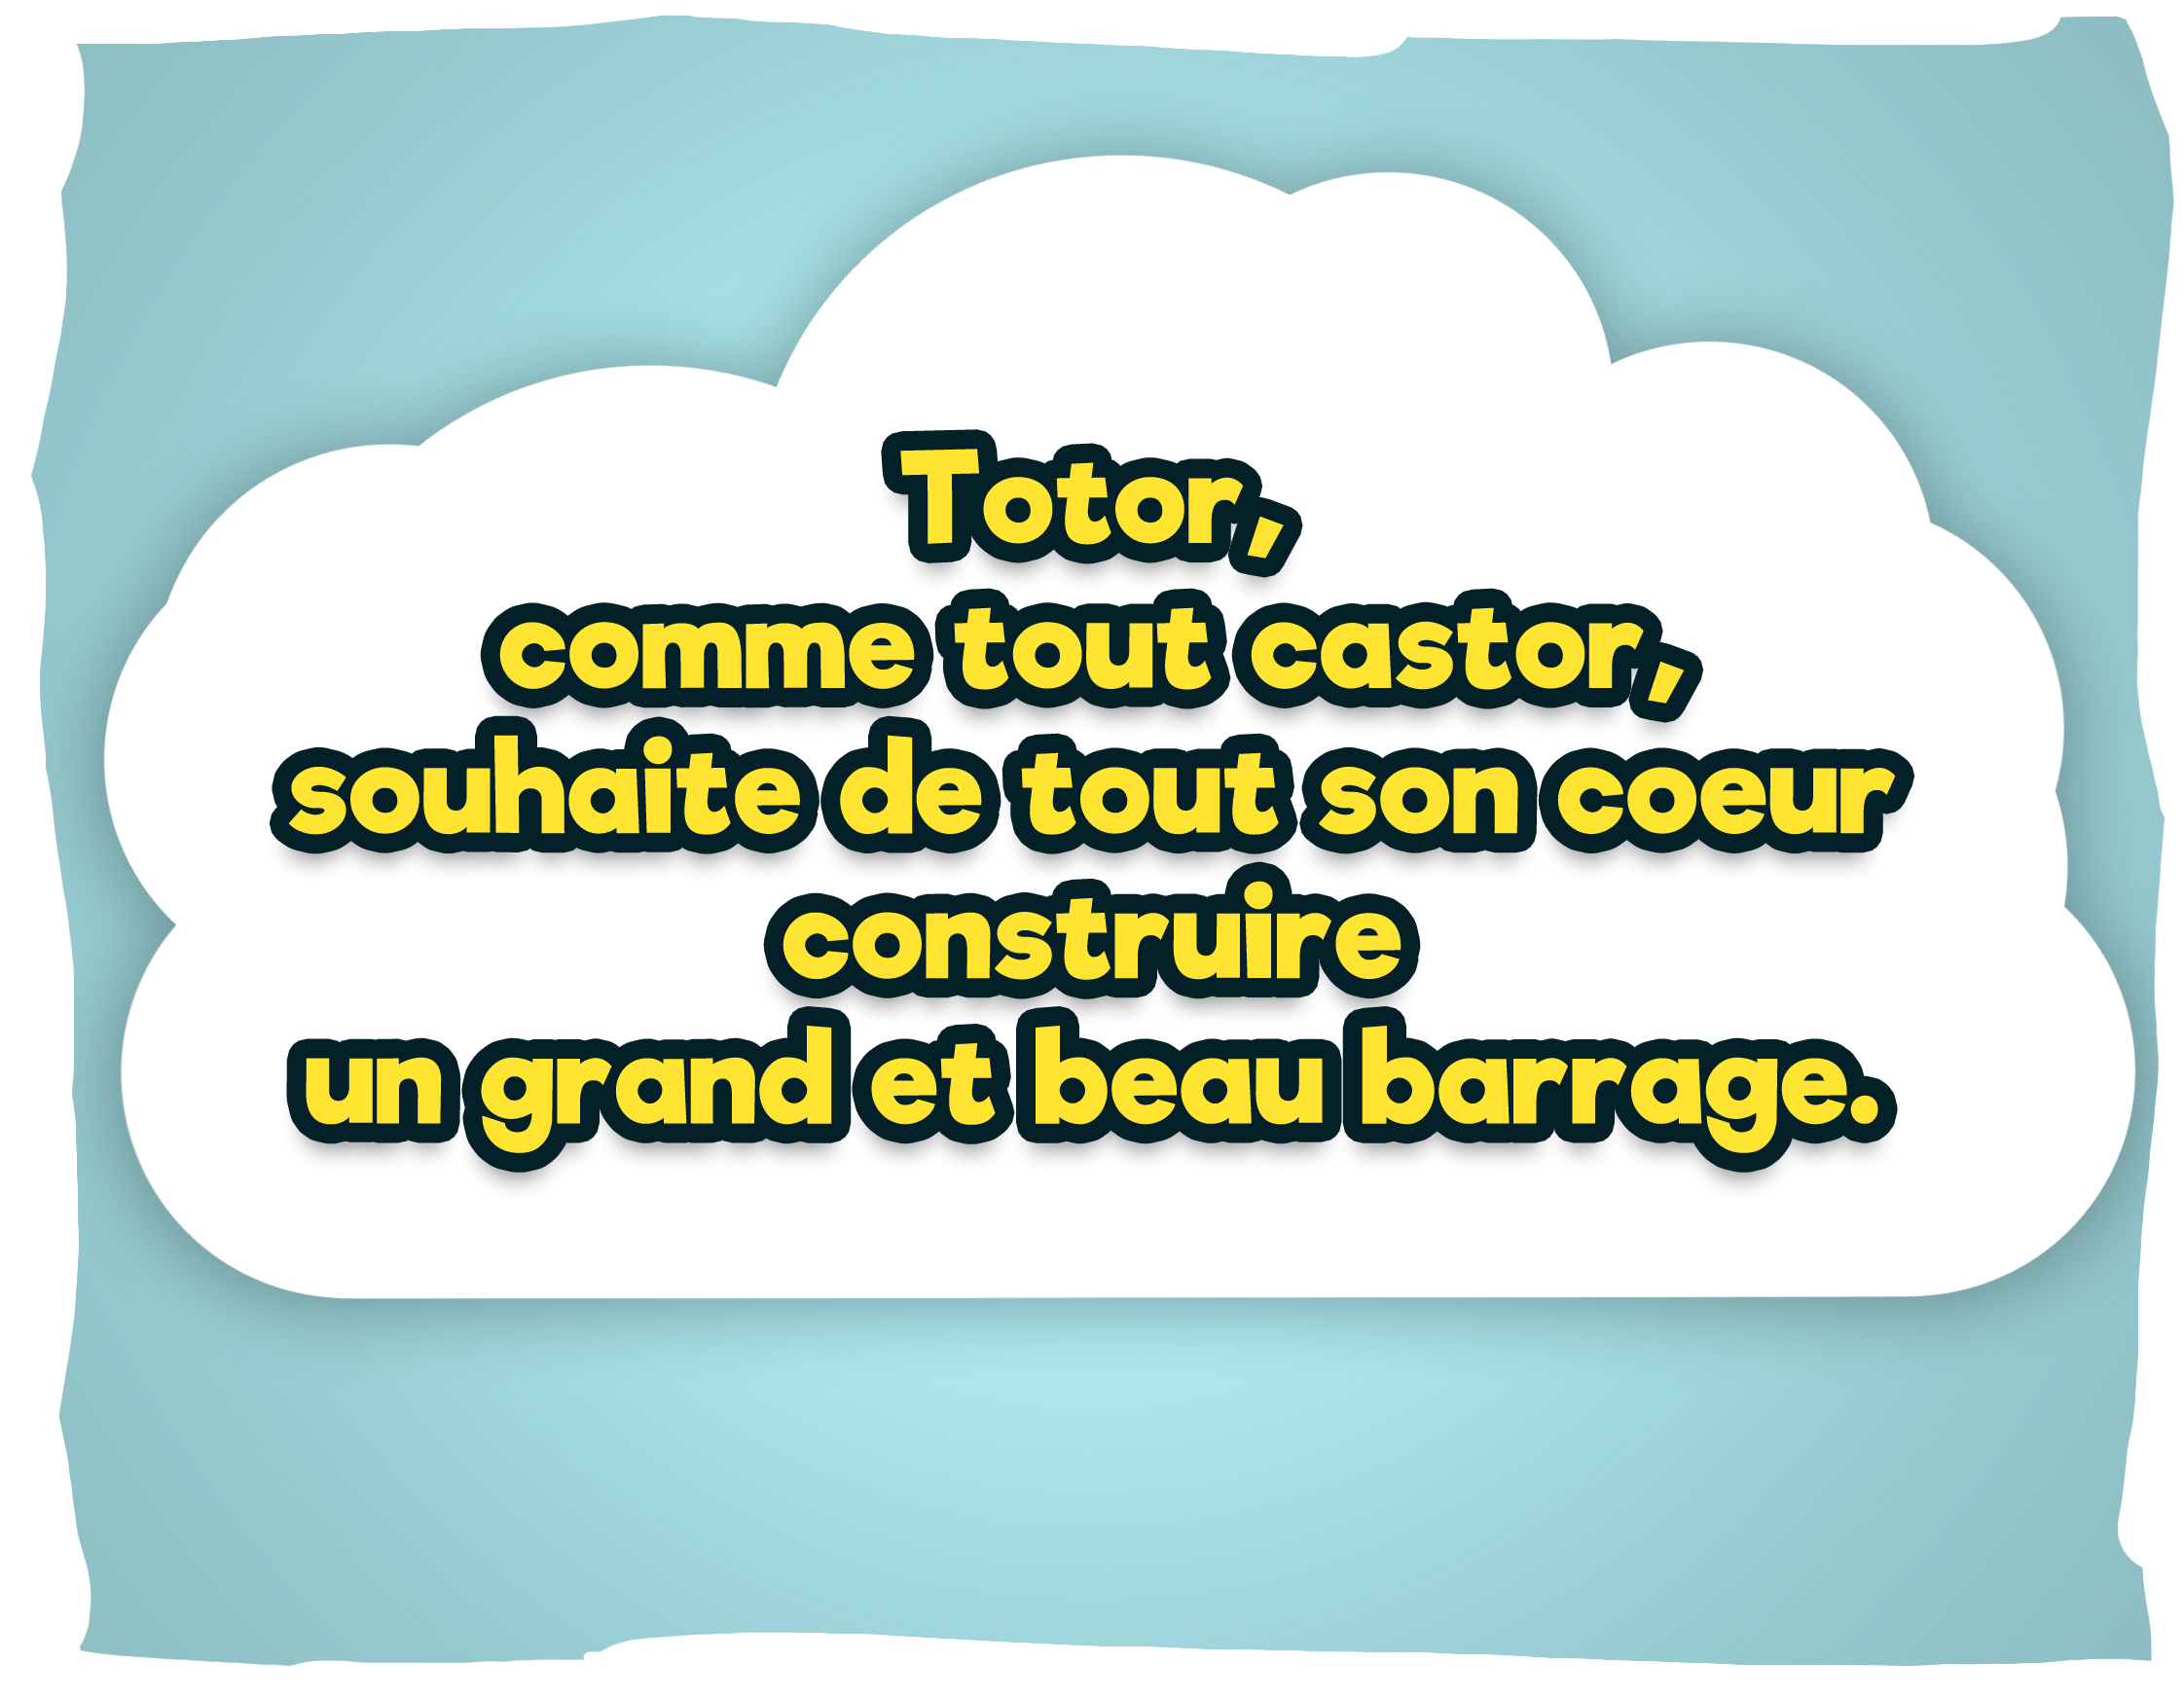 Totor,
comme tout castor,
souhaite de tout son coeur
construire
un grand et beau barrage.